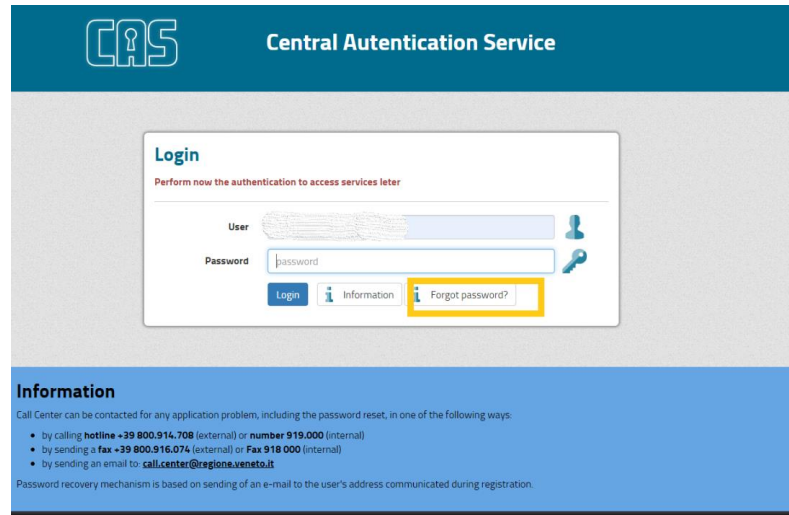 CAS
Central Autentication Service
Login
Perform now the authentication to access services leter
User
Password
password
Login
Information
Forgot password?
Information
Call Center can be contacted for any application problem, including the password reset, in one of the following ways:
by calling hotline +39 800.914.708 (external) or number 919.000 (internal)
by sending a fax +39 800.916.074 (external) or Fax 918 000 (internal)
by sending an email to: call.center@regione.veneto.it
Password recovery mechanism is based on sending of an e-mail to the user's address communicated during registration.